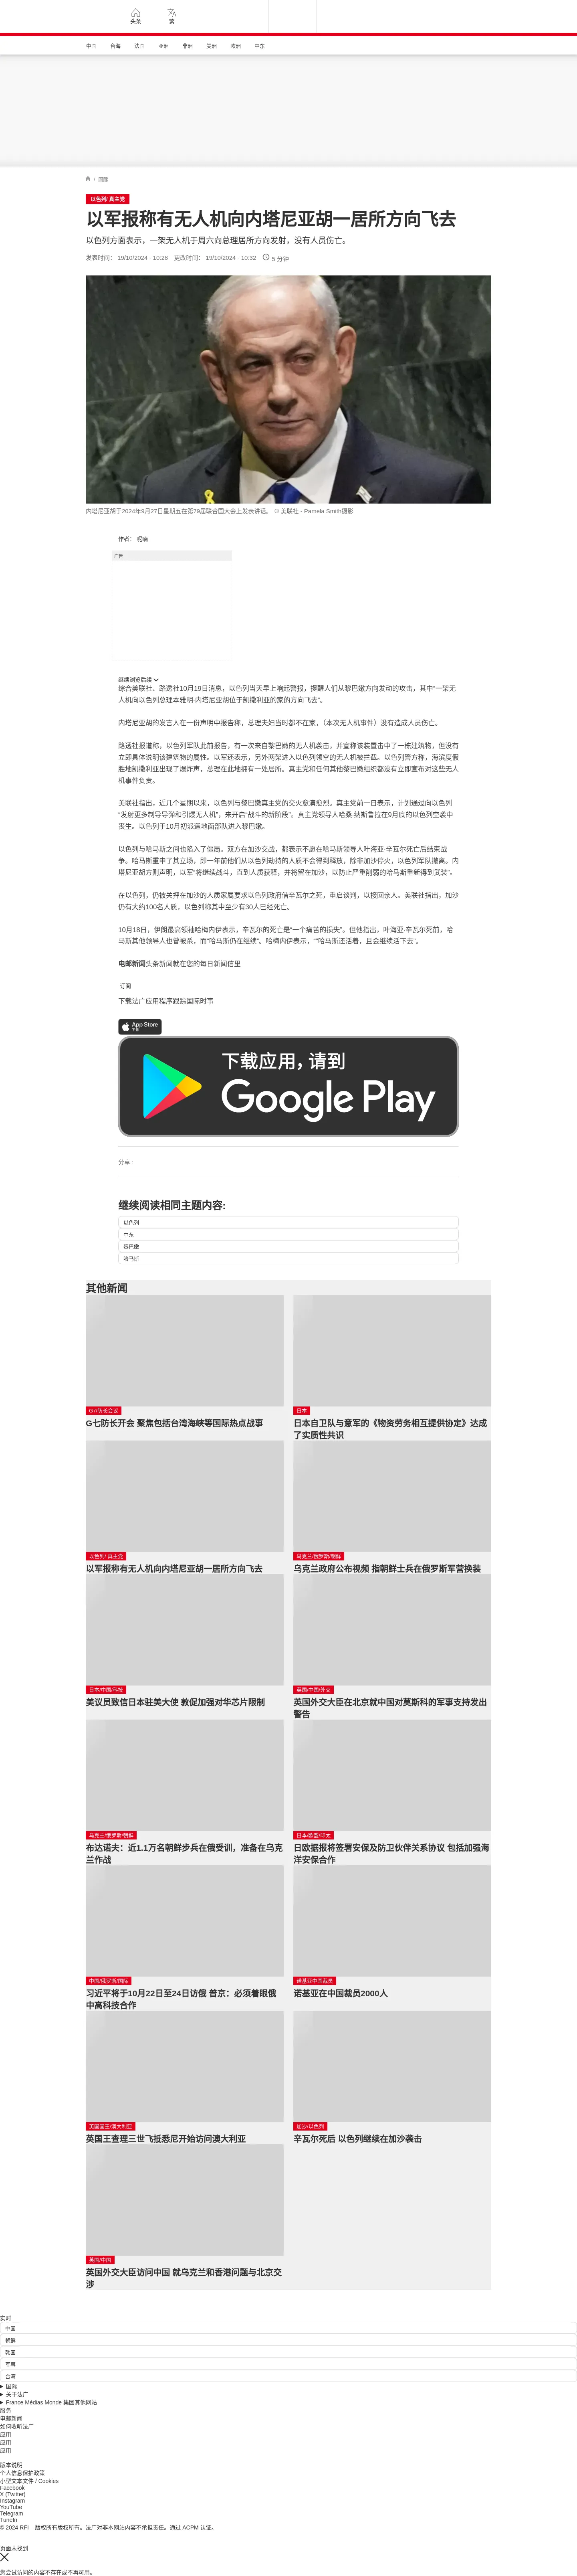 头条
繁
中国
台海
法国
亚洲
非洲
美洲
欧洲
中东
/ 国际
以色列/ 真主党
以军报称有无人机向内塔尼亚胡一居所方向飞去
以色列方面表示，一架无人机于周六向总理居所方向发射，没有人员伤亡。
发表时间： 19/10/2024 - 10:28 更改时间： 19/10/2024 - 10:32 5 分钟
内塔尼亚胡于2024年9月27日星期五在第79届联合国大会上发表讲话。 © 美联社 - Pamela Smith摄影
作者： 呢喃
广告
继续浏览后续
综合美联社、路透社10月19日消息，以色列当天早上响起警报，提醒人们从黎巴嫩方向发动的攻击，其中“一架无
人机向以色列总理本雅明·内塔尼亚胡位于凯撒利亚的家的方向飞去”。
内塔尼亚胡的发言人在一份声明中报告称，总理夫妇当时都不在家，（本次无人机事件）没有造成人员伤亡。
路透社报道称，以色列军队此前报告，有一次来自黎巴嫩的无人机袭击，并宣称该装置击中了一栋建筑物，但没有
立即具体说明该建筑物的属性。以军还表示，另外两架进入以色列领空的无人机被拦截。以色列警方称，海滨度假
胜地凯撒利亚出现了爆炸声，总理在此地拥有一处居所。真主党和任何其他黎巴嫩组织都没有立即宣布对这些无人
机事件负责。
美联社指出，近几个星期以来，以色列与黎巴嫩真主党的交火愈演愈烈。真主党前一日表示，计划通过向以色列
“发射更多制导导弹和引爆无人机”，来开启“战斗的新阶段”。真主党领导人哈桑·纳斯鲁拉在9月底的以色列空袭中
丧生。以色列于10月初派遣地面部队进入黎巴嫩。
以色列与哈马斯之间也陷入了僵局。双方在加沙交战，都表示不愿在哈马斯领导人叶海亚·辛瓦尔死亡后结束战
争。哈马斯重申了其立场，即一年前他们从以色列劫持的人质不会得到释放，除非加沙停火，以色列军队撤离。内
塔尼亚胡方则声明，以军“将继续战斗，直到人质获释，并将留在加沙，以防止严重削弱的哈马斯重新得到武装”。
在以色列，仍被关押在加沙的人质家属要求以色列政府借辛瓦尔之死，重启谈判，以接回亲人。美联社指出，加沙
仍有大约100名人质，以色列称其中至少有30人已经死亡。
10月18日，伊朗最高领袖哈梅内伊表示，辛瓦尔的死亡是“一个痛苦的损失”。但他指出，叶海亚·辛瓦尔死前，哈
马斯其他领导人也曾被杀，而“哈马斯仍在继续”。哈梅内伊表示，“”哈马斯还活着，且会继续活下去“。
电邮新闻头条新闻就在您的每日新闻信里
订阅
下载法广应用程序跟踪国际时事
App Store
下载
下载应用，请到
Google Play
分享 :
继续阅读相同主题内容:
以色列
中东
黎巴嫩
哈马斯
其他新闻
G7/防长会议
G七防长开会 聚焦包括台湾海峡等国际热点战事
日本
日本自卫队与意军的《物资劳务相互提供协定》达成
了实质性共识
以色列/ 真主党
以军报称有无人机向内塔尼亚胡一居所方向飞去
乌克兰/俄罗斯/朝鲜
乌克兰政府公布视频 指朝鲜士兵在俄罗斯军营换装
日本/中国/科技
美议员致信日本驻美大使 敦促加强对华芯片限制
英国/中国/外交
英国外交大臣在北京就中国对莫斯科的军事支持发出
警告
乌克兰/俄罗斯/朝鲜
布达诺夫：近1.1万名朝鲜步兵在俄受训，准备在乌克
兰作战
日本/欧盟/印太
日欧据报将签署安保及防卫伙伴关系协议 包括加强海
洋安保合作
中国/俄罗斯/国际
习近平将于10月22日至24日访俄 普京：必须着眼俄
中高科技合作
诺基亚中国裁员
诺基亚在中国裁员2000人
英国国王/澳大利亚
英国王查理三世飞抵悉尼开始访问澳大利亚
加沙/以色列
辛瓦尔死后 以色列继续在加沙袭击
英国/中国
英国外交大臣访问中国 就乌克兰和香港问题与北京交
涉
实时
中国
朝鲜
韩国
军事
台湾
国际
关于法广
France Médias Monde 集团其他网站
服务
电邮新闻
如何收听法广
应用
应用
应用
版本说明
个人信息保护政策
小型文本文件 / Cookies
Facebook
X (Twitter)
Instagram
YouTube
Telegram
TuneIn
© 2024 RFI – 版权所有版权所有。法广对非本网站内容不承担责任。通过 ACPM 认证。
页面未找到
您尝试访问的内容不存在或不再可用。